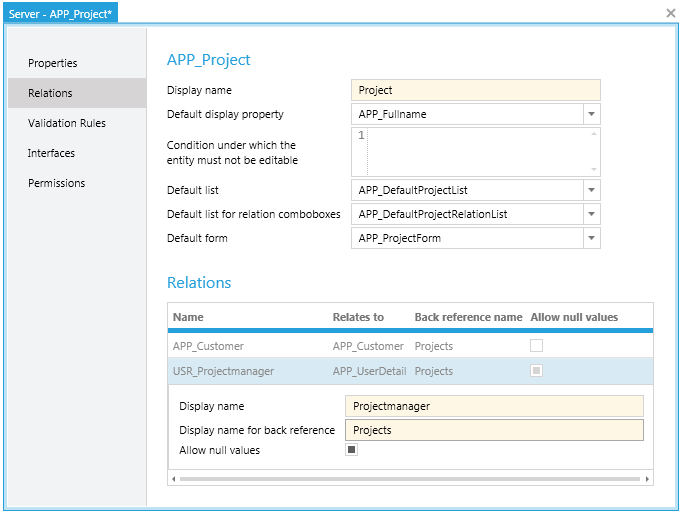 Server - APP_Project*
Properties
Relations
Validation Rules
Interfaces
Permissions
APP_Project
Display name Project
Default display property APP_Fullname
Condition under which the
entity must not be editable
1
Default list APP_DefaultProjectList
Default list for relation comboboxes APP_DefaultProjectRelationList
Default form APP_ProjectForm
Relations
Name Relates to Back reference name Allow null values
APP_Customer APP_Customer Projects
USR_Projectmanager APP_UserDetail Projects
Display name Projectmanager
Display name for back reference Projects
Allow null values